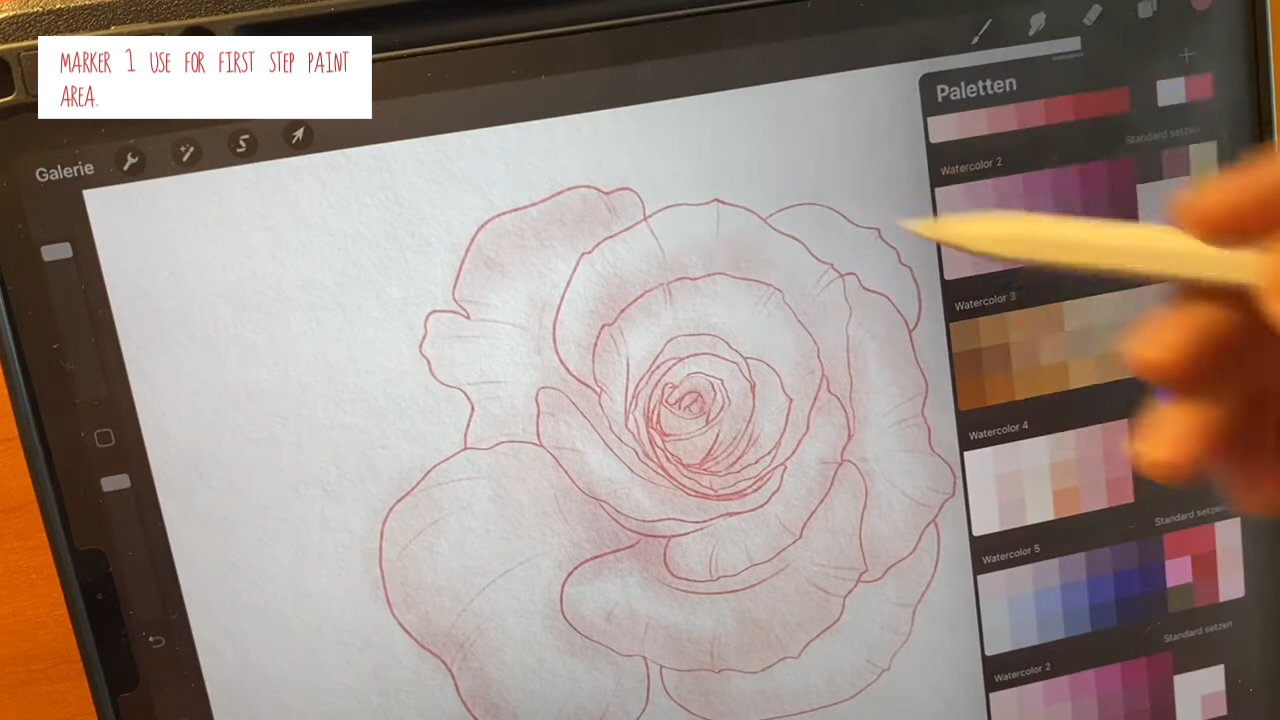 MARKER 1 USE FOR FIRST STEP PAINT
AREA.
Galerie
Paletten
Standard setzen
Watercolor 2
Watercolor 3
Watercolor 4
Standard setzen
Watercolor 5
Standard setzen
Watercolor 2